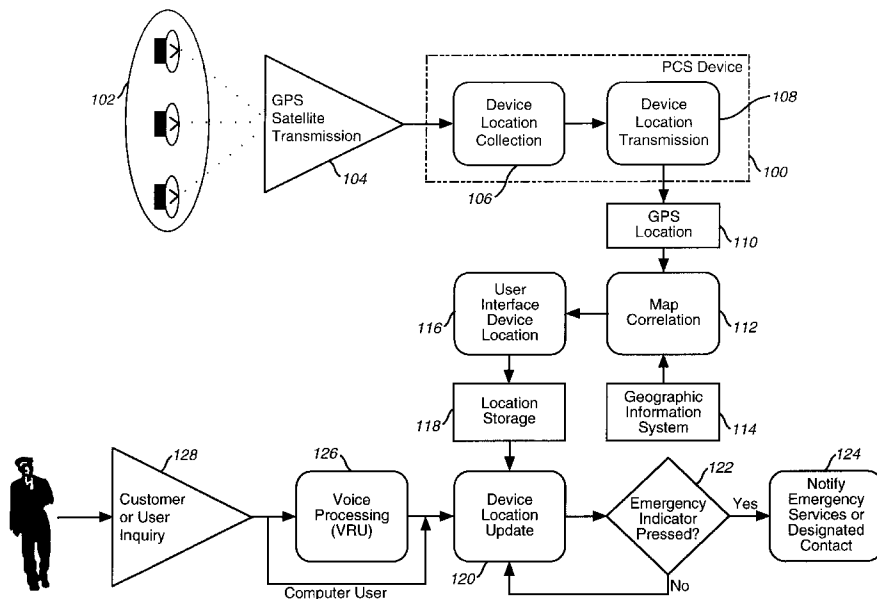 102
GPS
Satellite
Transmission
104
PCS Device
Device
Location
Collection
106
Device
Location
Transmission
108
100
GPS
Location
110
Map
Correlation
112
Geographic
Information
System
114
User
Interface
Device
Location
116
Location
Storage
118
128
Customer
or User
Inquiry
126
Voice
Processing
(VRU)
Computer User
Device
Location
Update
120
122
Emergency
Indicator
Pressed?
Yes
No
124
Notify
Emergency
Services or
Designated
Contact